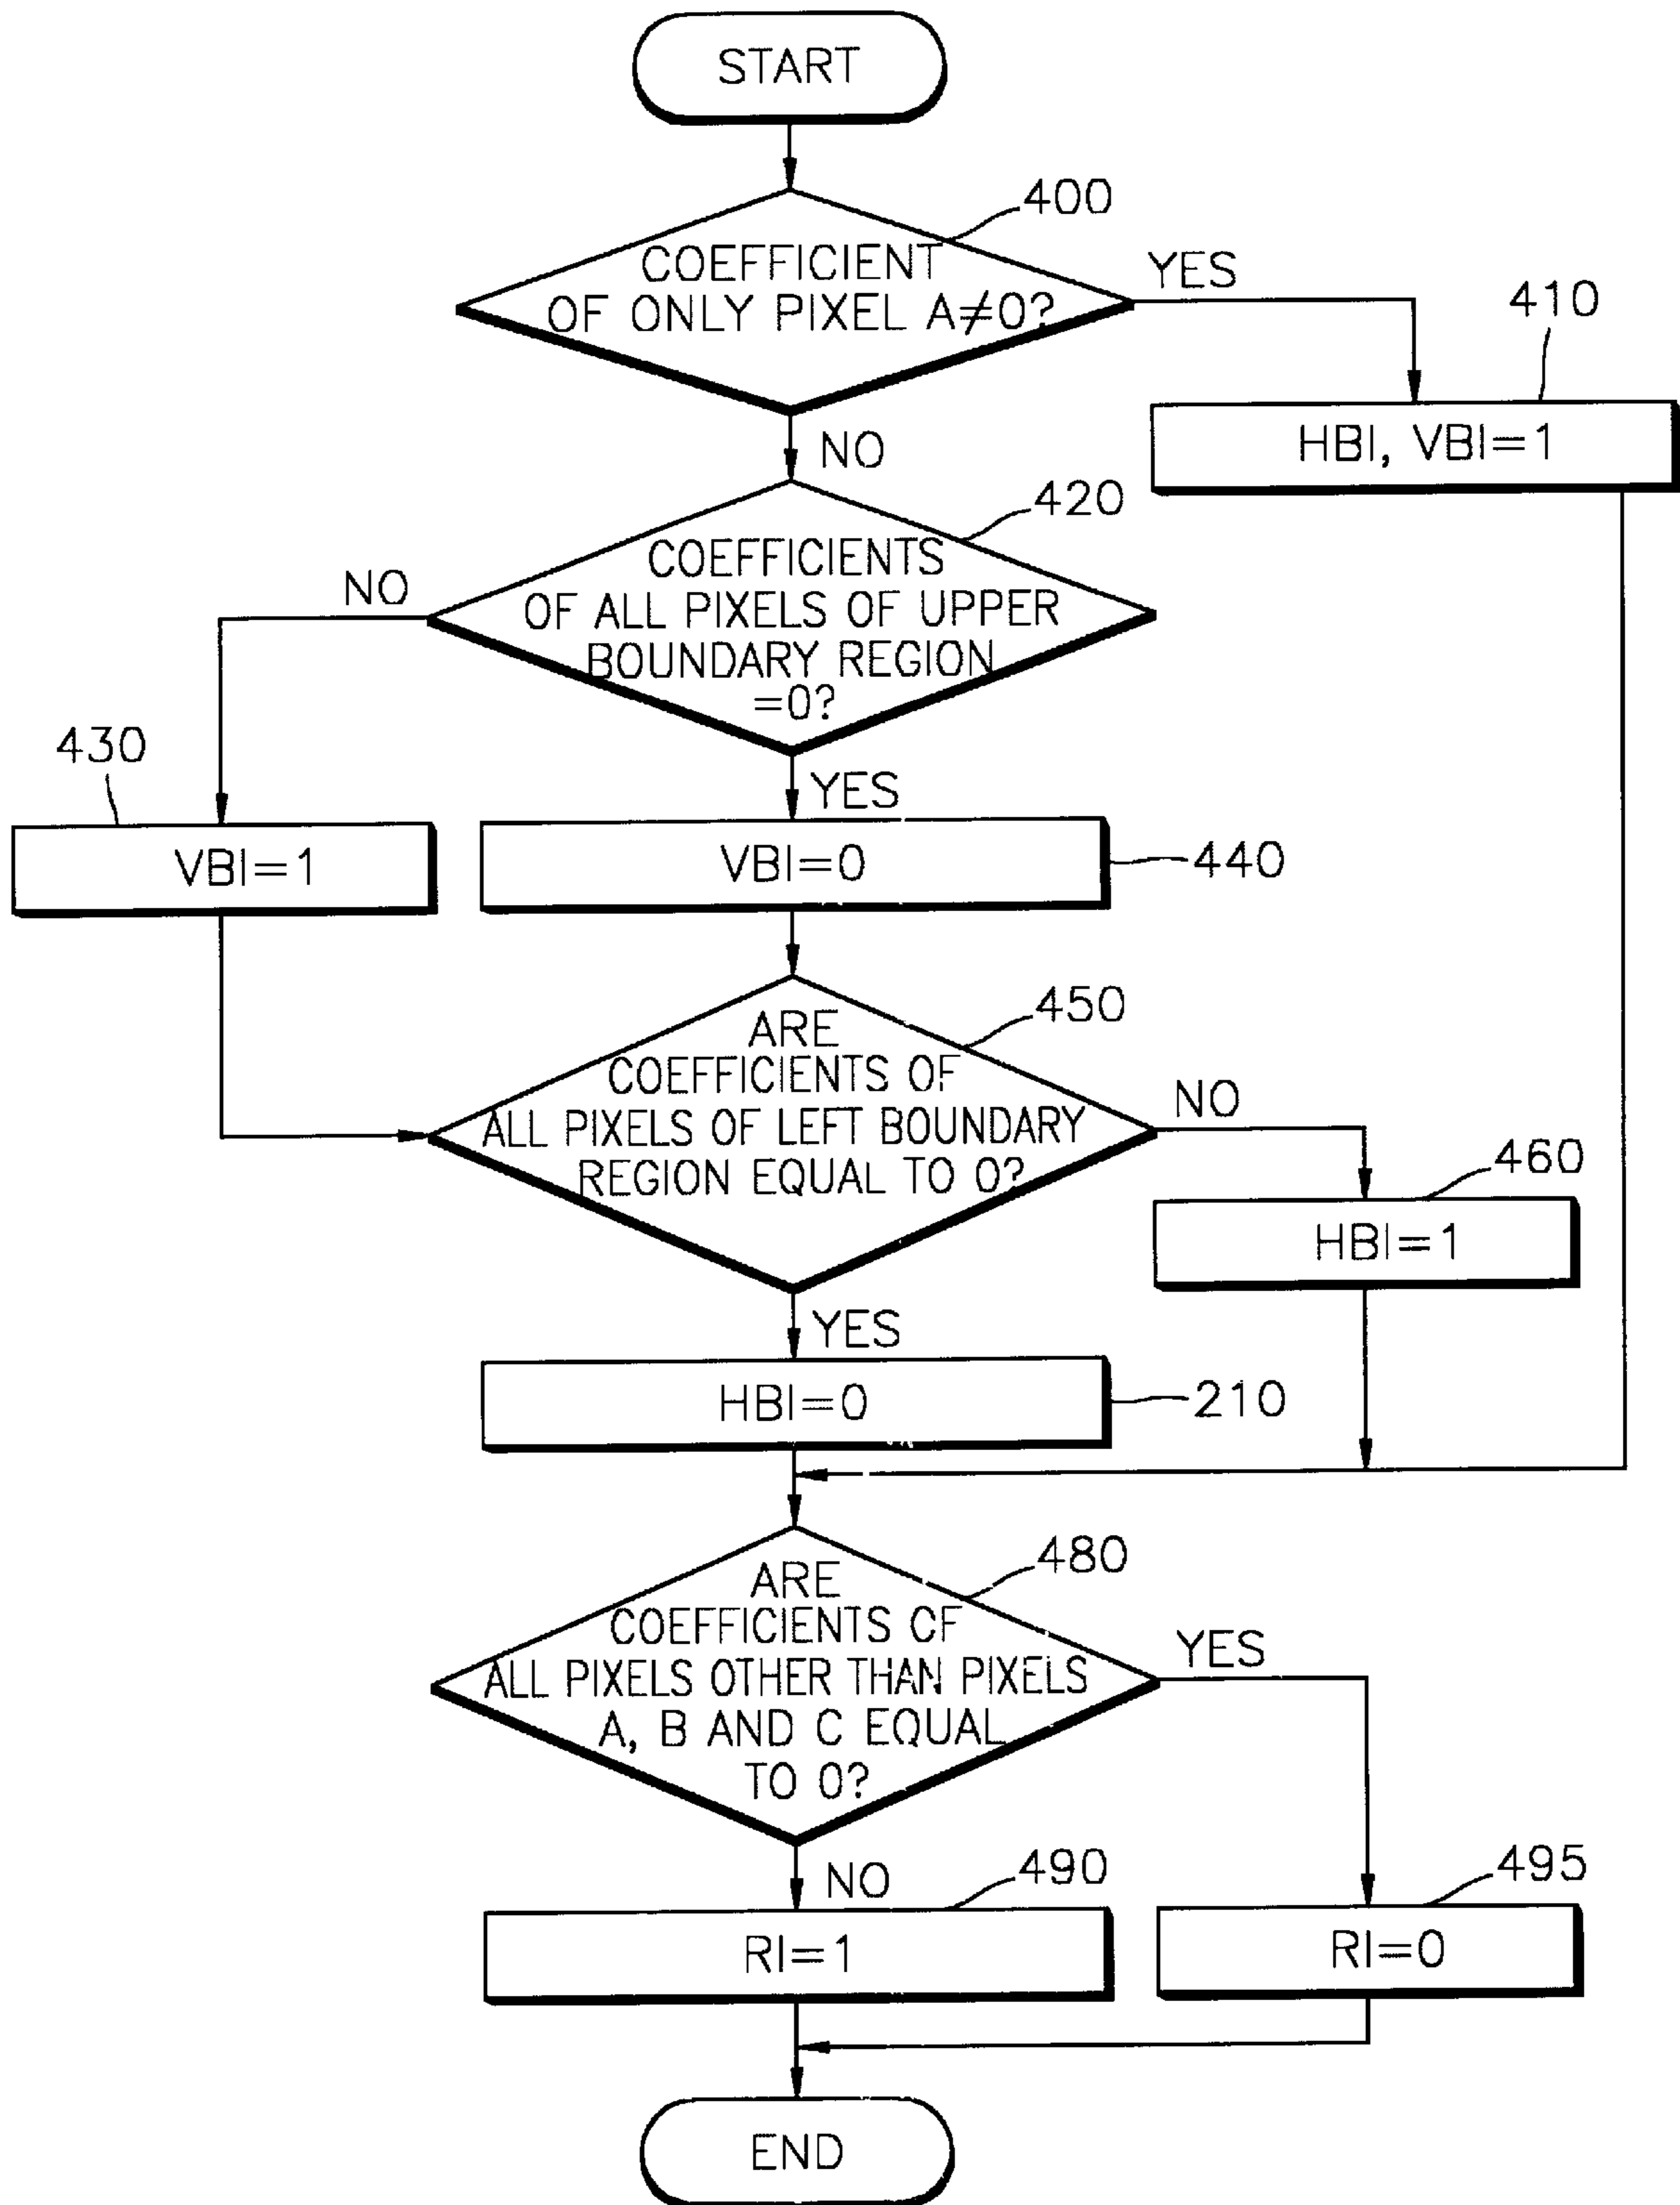 START
400
COEFFICIENT
OF ONLY PIXEL A≠0?
YES
410
HBI, VBI=1
NO
420
COEFFICIENTS
OF ALL PIXELS OF UPPER
BOUNDARY REGION
=0?
NO
430
YES
VBI=1
VBI=0
440
450
ARE
COEFFICIENTS OF
ALL PIXELS OF LEFT BOUNDARY
REGION EQUAL TO 0?
NO
460
HBI=1
YES
HBI=0
210
480
ARE
COEFFICIENTS CF
ALL PIXELS OTHER THAN PIXELS
A, B AND C EQUAL
TO 0?
YES
NO
490
495
RI=1
RI=0
END